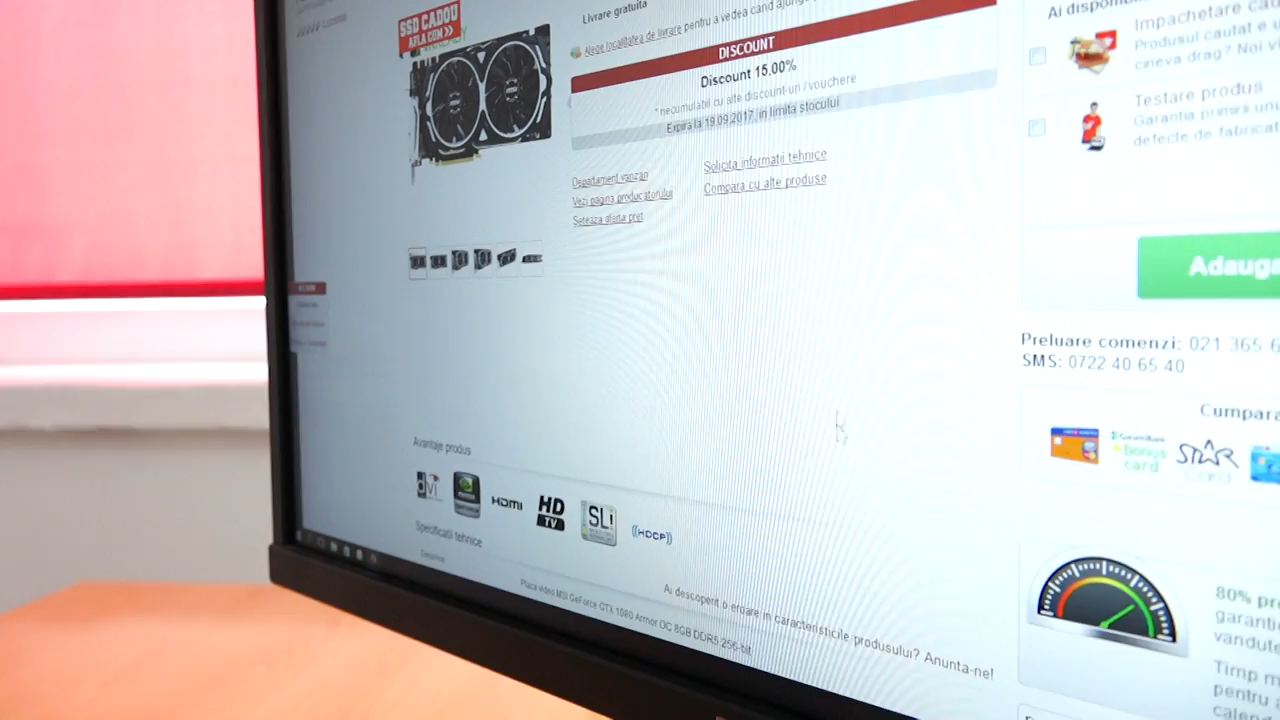 SSD CADOU
AFLA CUM >>
Livrare gratuita
Alege localitatea de livrare pentru a vedea cand ajunge
DISCOUNT
Discount 15.00%
* necumulabil cu alte discount-uri / vouchere
Expira la 19.09.2017, in limita stocului
Departament vanzari
Vezi pagina producatorului
Seteaza alerta pret
Solicita informatii tehnice
Compara cu alte produse
Ai
Impachetare
Produsul cautat e
cineva drag? Noi
Testare produs
Garantia primirii
defecte de fabricat
Adauga
Preluare comenzi: 021 365 6
SMS: 0722 40 65 40
Cumpara
bonus
card
STAR
Card
Avantaje produs
dvi
HDMI
HD
TV
SLI
((HDCP))
Specificatii tehnice
Descriere
Placa video MSI GeForce GTX 1080 Armor OC 8GB DDR5 256-bit
Ai descoperit o eroare in caracteristicile produsului? Anunta-ne!
80%
garantie
vandute
Timp
pentru